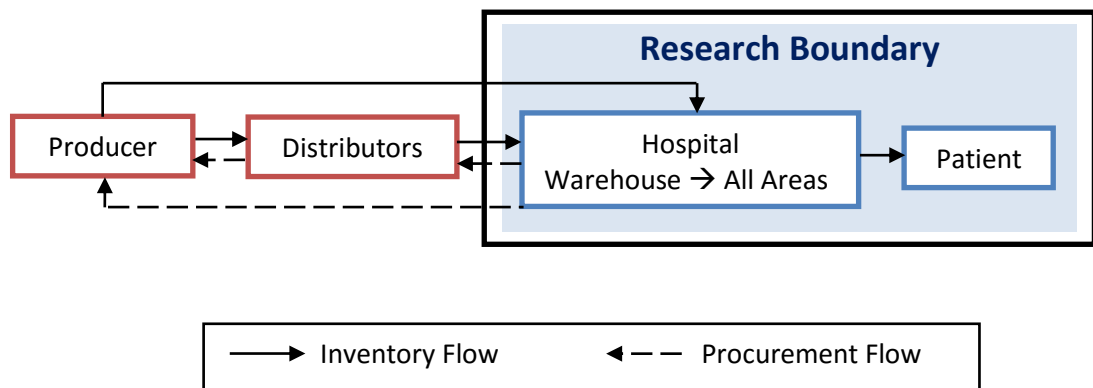 Research Boundary
Producer
Distributors
Hospital
Warehouse → All Areas
Patient
Inventory Flow
Procurement Flow